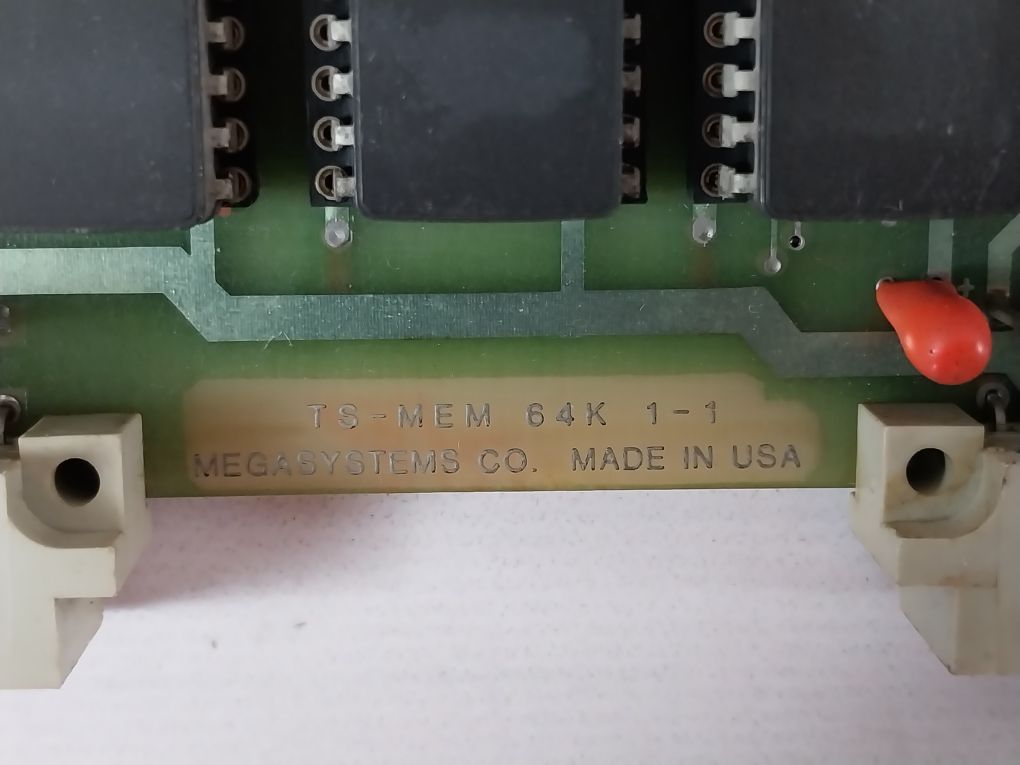 +
TS-MEM 64K 1-1
MEGASYSTEMS CO. MADE IN USA